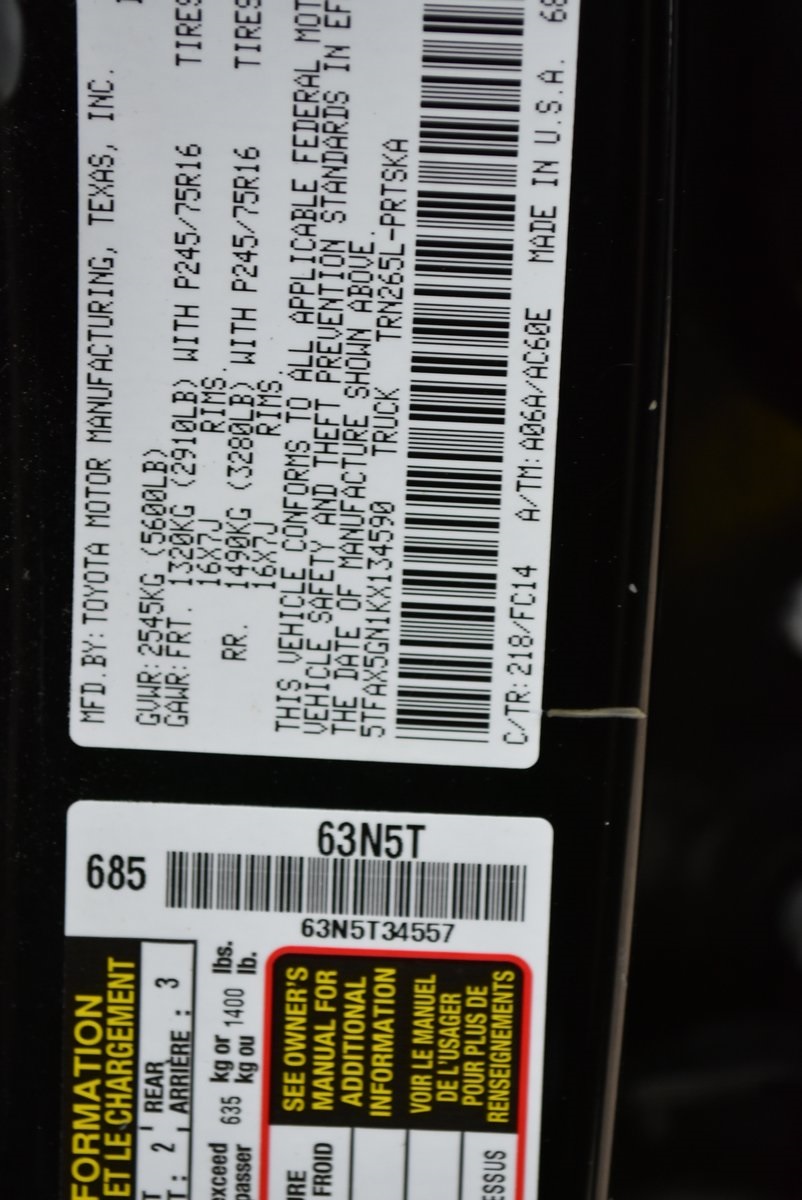 MFD. BY: TOYOTA MOTOR MANUFACTURING, TEXAS, INC.
GVWR: 2545KG (5600LB)
GAWR: FRT. 1320KG (2910LB) WITH P245/75R16 TIRES
16X7J RIMS.
RR. 1490KG (3280LB) WITH P245/75R16 TIRES
16X7J RIMS.
THIS VEHICLE CONFORMS TO ALL APPLICABLE FEDERAL MOT
VEHICLE SAFETY AND THEFT PREVENTION STANDARDS IN EF
THE DATE OF MANUFACTURE SHOWN ABOVE.
5TFAX5GN1KX134590 TRUCK TRN265L-PRTSKA
C/TR: 218/FC14 A/TM: A06A/AC60E MADE IN U.S.A. 68
685
63N5T
63N5T34557
FORMATION
ET LE CHARGEMENT
T 2 REAR 3
T : ARRIÈRE :
exceed 635 kg or 1400 lbs.
passer kg ou lb.
SEE OWNER'S
MANUAL FOR
ADDITIONAL
INFORMATION
VOIR LE MANUEL
DE L'USAGER
POUR PLUS DE
RENSEIGNEMENTS
URE
FROID
ESSUS